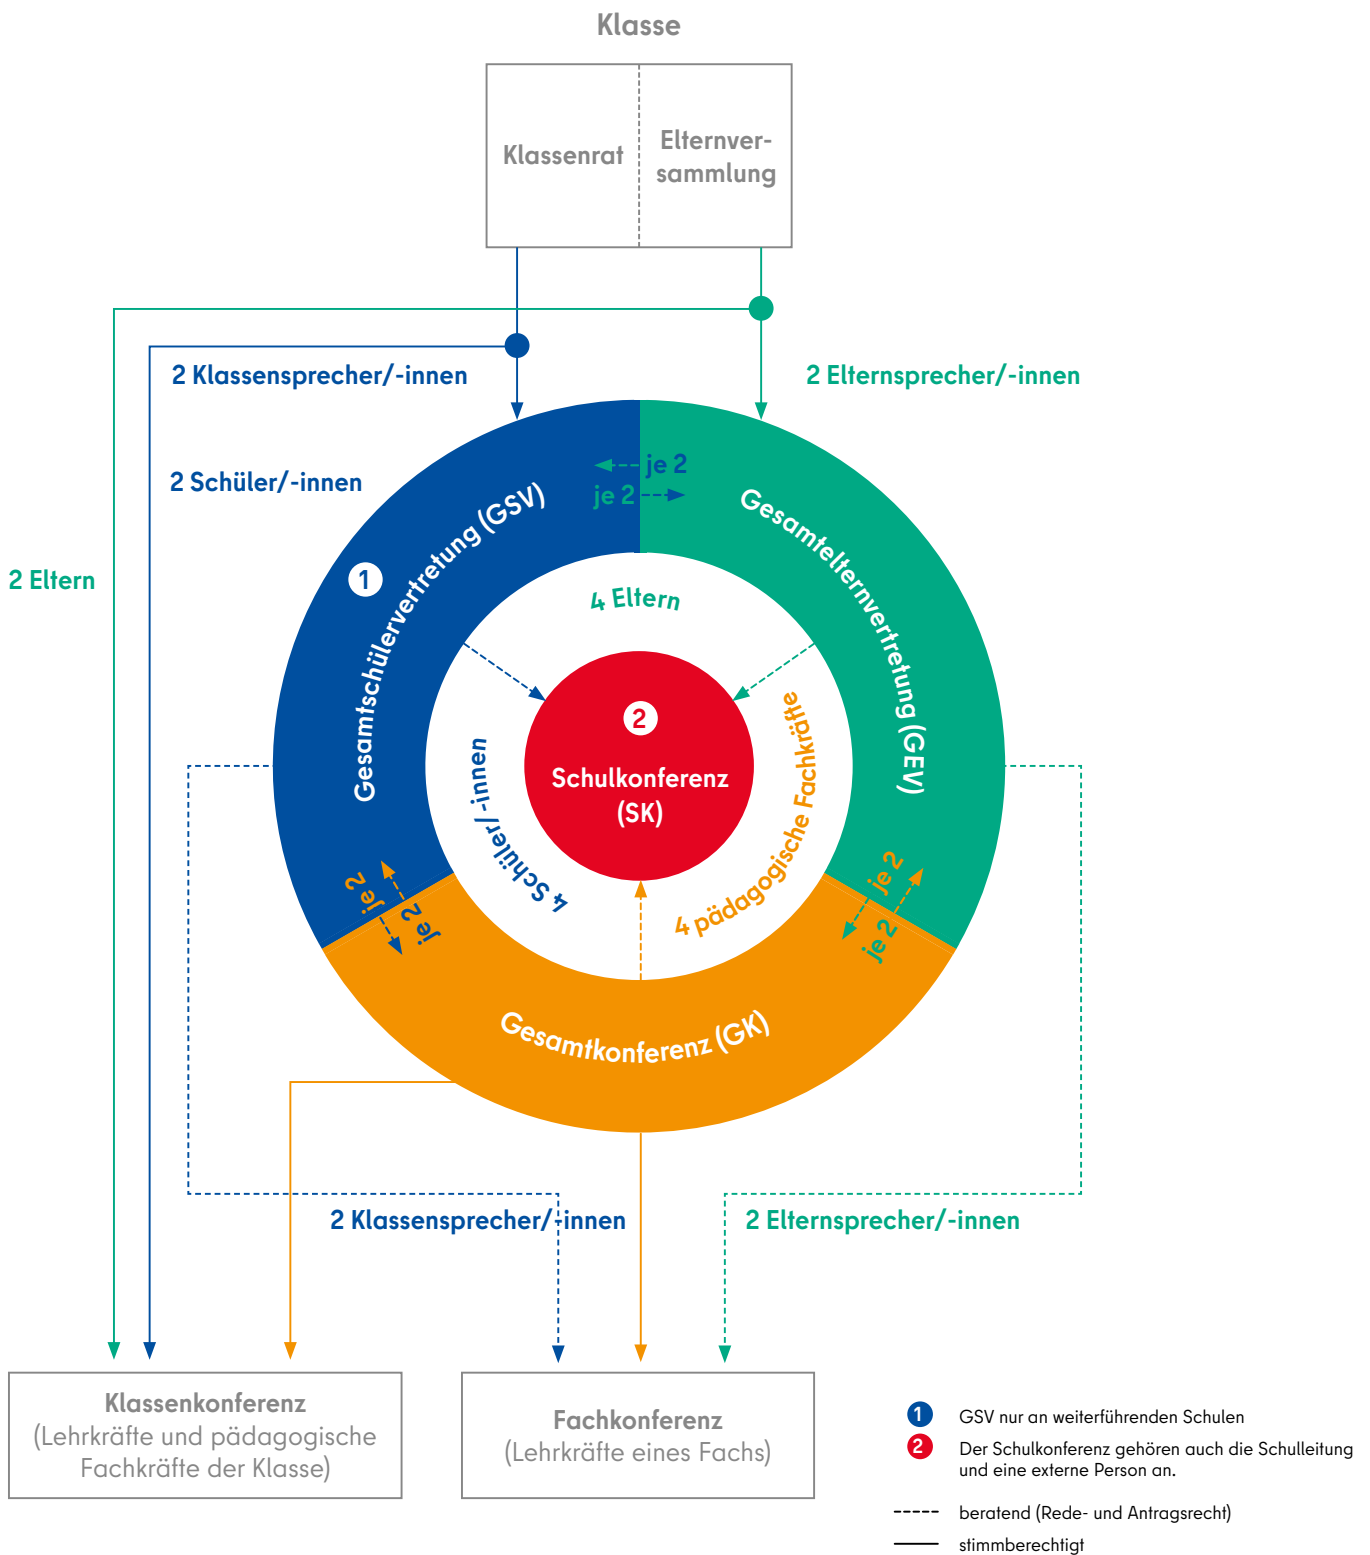 Klasse
Klassenrat
Elternver-
sammlung
2 Klassensprecher/-innen
2 Elternsprecher/-innen
2 Schüler/-innen
2 Eltern
je 2
je 2
Gesamtschülervertretung (GSV)
1
Gesamtelternvertretung (GEV)
4 Eltern
2
Schulkonferenz
(SK)
4 Schüler/-innen
4 pädagogische Fachkräfte
je 2
je 2
je 2
je 2
Gesamtkonferenz (GK)
2 Klassensprecher/-innen
2 Elternsprecher/-innen
Klassenkonferenz
(Lehrkräfte und pädagogische
Fachkräfte der Klasse)
Fachkonferenz
(Lehrkräfte eines Fachs)
1 GSV nur an weiterführenden Schulen
2 Der Schulkonferenz gehören auch die Schulleitung
und eine externe Person an.
beratend (Rede- und Antragsrecht)
stimmberechtigt